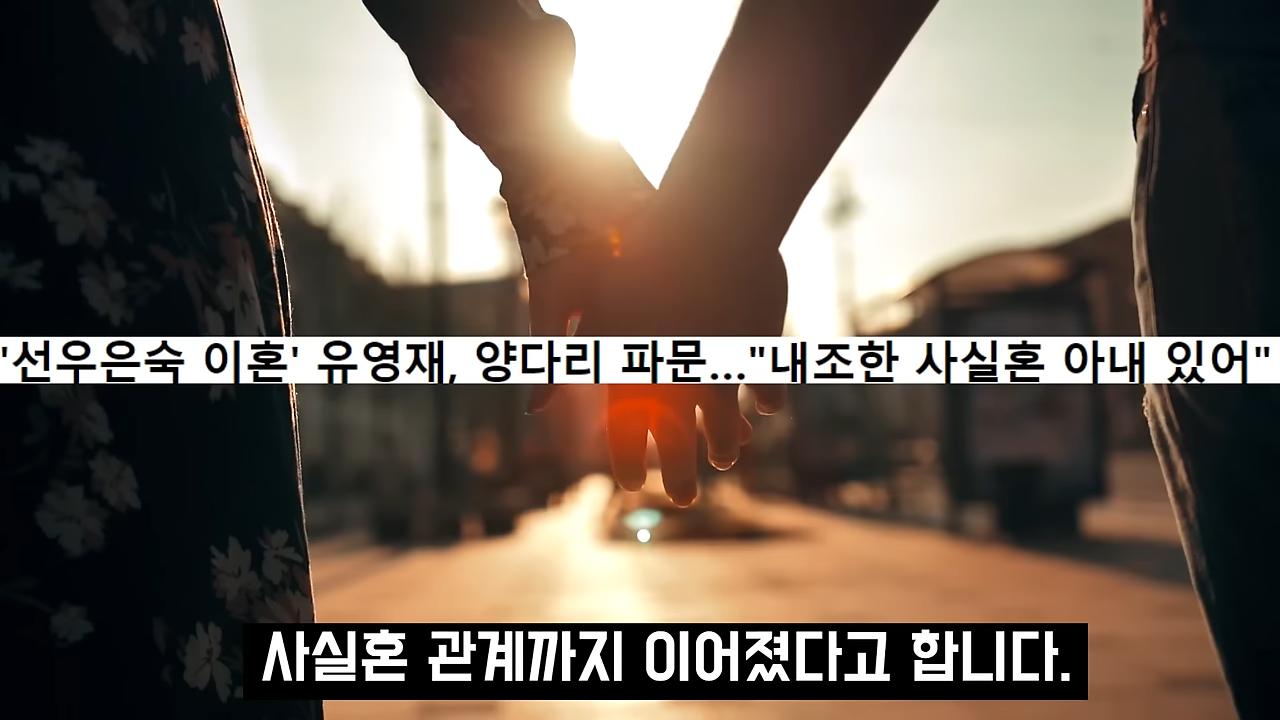 '선우은숙 이혼' 유영재, 양다리 파문..."내조한 사실혼 아내 있어"
사실혼 관계까지 이어졌다고 합니다.